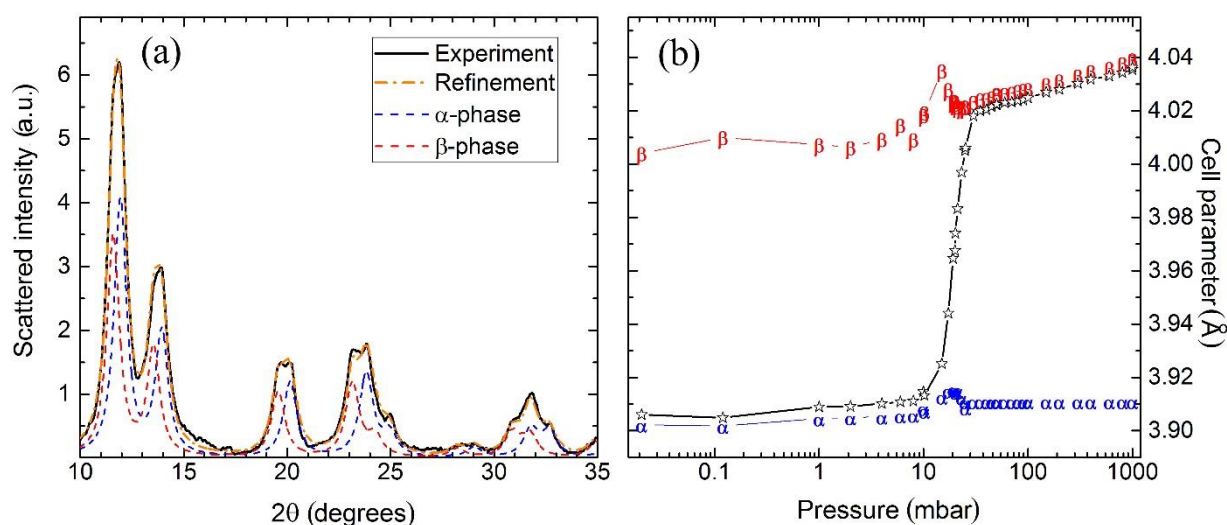 (a)
Experiment
Refinement
α-phase
β-phase
Scattered intensity (a.u.)
6
5
4
3
2
1
10 15 20 25 30 35
2θ (degrees)
(b)
β β β β β β β β β β
α α α α α α α α α α
4.04
4.02
4.00
3.98
3.96
3.94
3.92
3.90
Cell parameter (Å)
0.1 1 10 100 1000
Pressure (mbar)